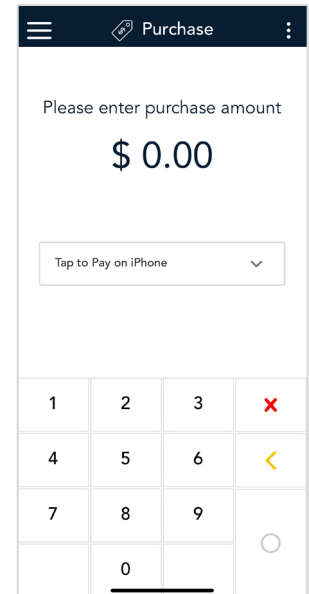 Purchase
Please enter purchase amount
$ 0.00
Tap to Pay on iPhone
1 2 3
4 5 6
7 8 9
0